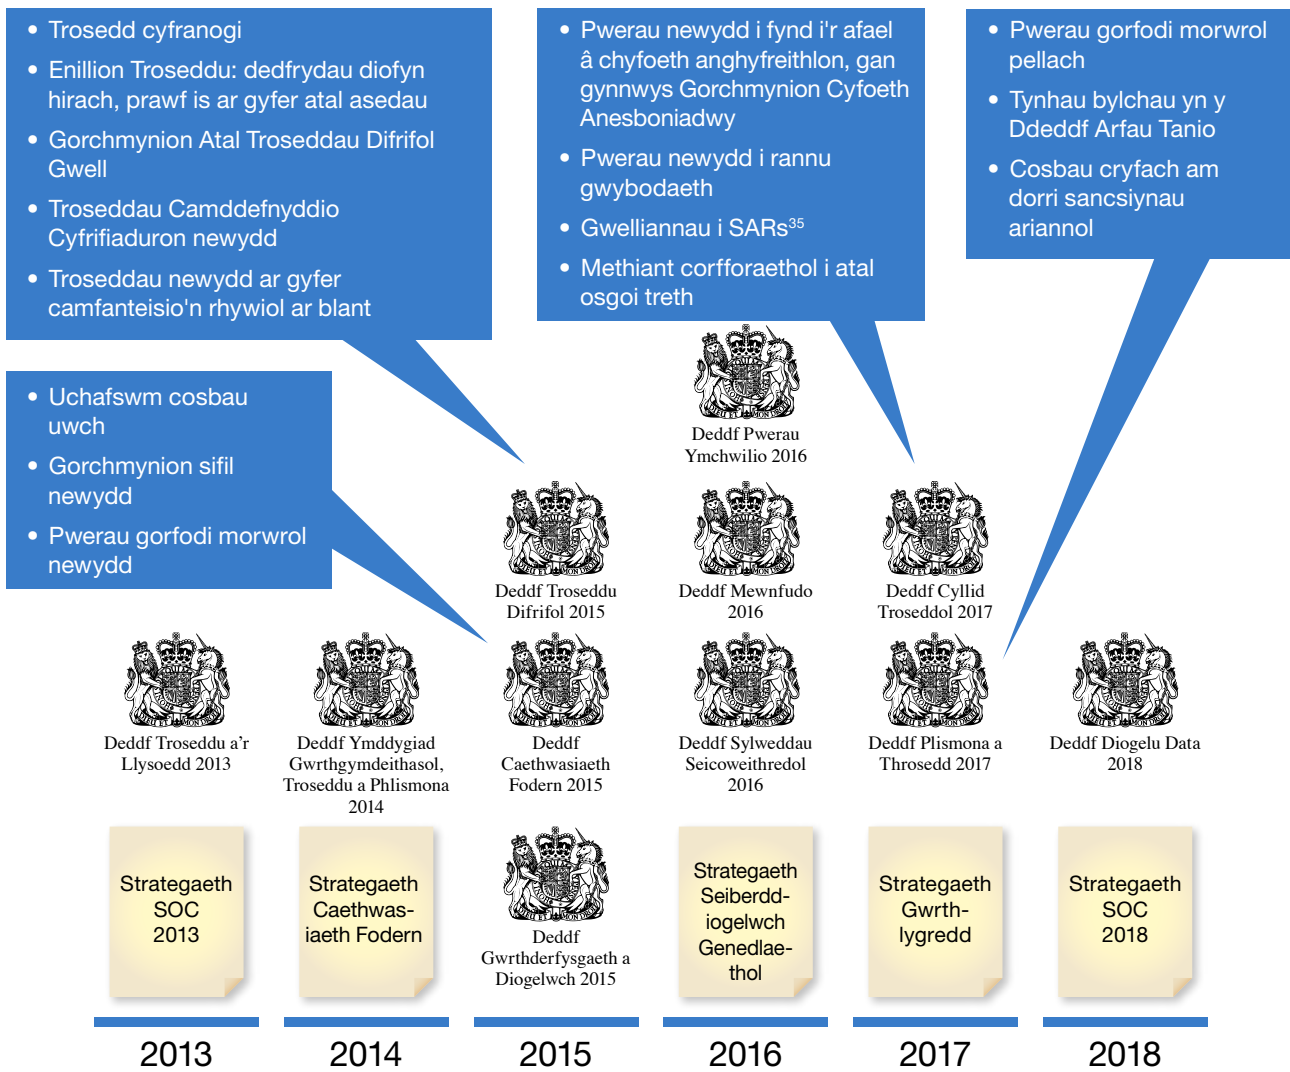 • Trosedd cyfranogi
• Enillion Troseddu: dedfrydau diofyn
hirach, prawf is ar gyfer atal asedau
• Gorchmynion Atal Troseddau Difrifol
Gwell
• Troseddau Camddefnyddio
Cyfrifiaduron newydd
• Troseddau newydd ar gyfer
camfanteisio'n rhywiol ar blant
• Pwerau newydd i fynd i'r afael
â chyfoeth anghyfreithlon, gan
gynnwys Gorchmynion Cyfoeth
Anesboniadwy
• Pwerau newydd i rannu
gwybodaeth
• Gwelliannau i SARs³⁵
• Methiant corfforaethol i atal
osgoi treth
• Pwerau gorfodi morwrol
pellach
• Tynhau bylchau yn y
Ddeddf Arfau Tanio
• Cosbau cryfach am
dorri sancsiynau
ariannol
• Uchafswm cosbau
uwch
• Gorchmynion sifil
newydd
• Pwerau gorfodi morwrol
newydd
Deddf Pwerau
Ymchwilio 2016
Deddf Troseddu
Difrifol 2015
Deddf Mewnfudo
2016
Deddf Cyllid
Troseddol 2017
Deddf Troseddu a'r
Llysoedd 2013
Deddf Ymddygiad
Gwrthgymdeithasol,
Troseddu a Phlismona
2014
Deddf
Caethwasiaeth
Fodern 2015
Deddf Sylweddau
Seicoweithredol
2016
Deddf Plismona a
Throsedd 2017
Deddf Diogelu Data
2018
Strategaeth
SOC
2013
Strategaeth
Caethwas-
iaeth Fodern
Deddf
Gwrthderfysgaeth a
Diogelwch 2015
Strategaeth
Seiberdd-
iogelwch
Genedlae-
thol
Strategaeth
Gwrth-
lygredd
Strategaeth
SOC
2018
2013
2014
2015
2016
2017
2018